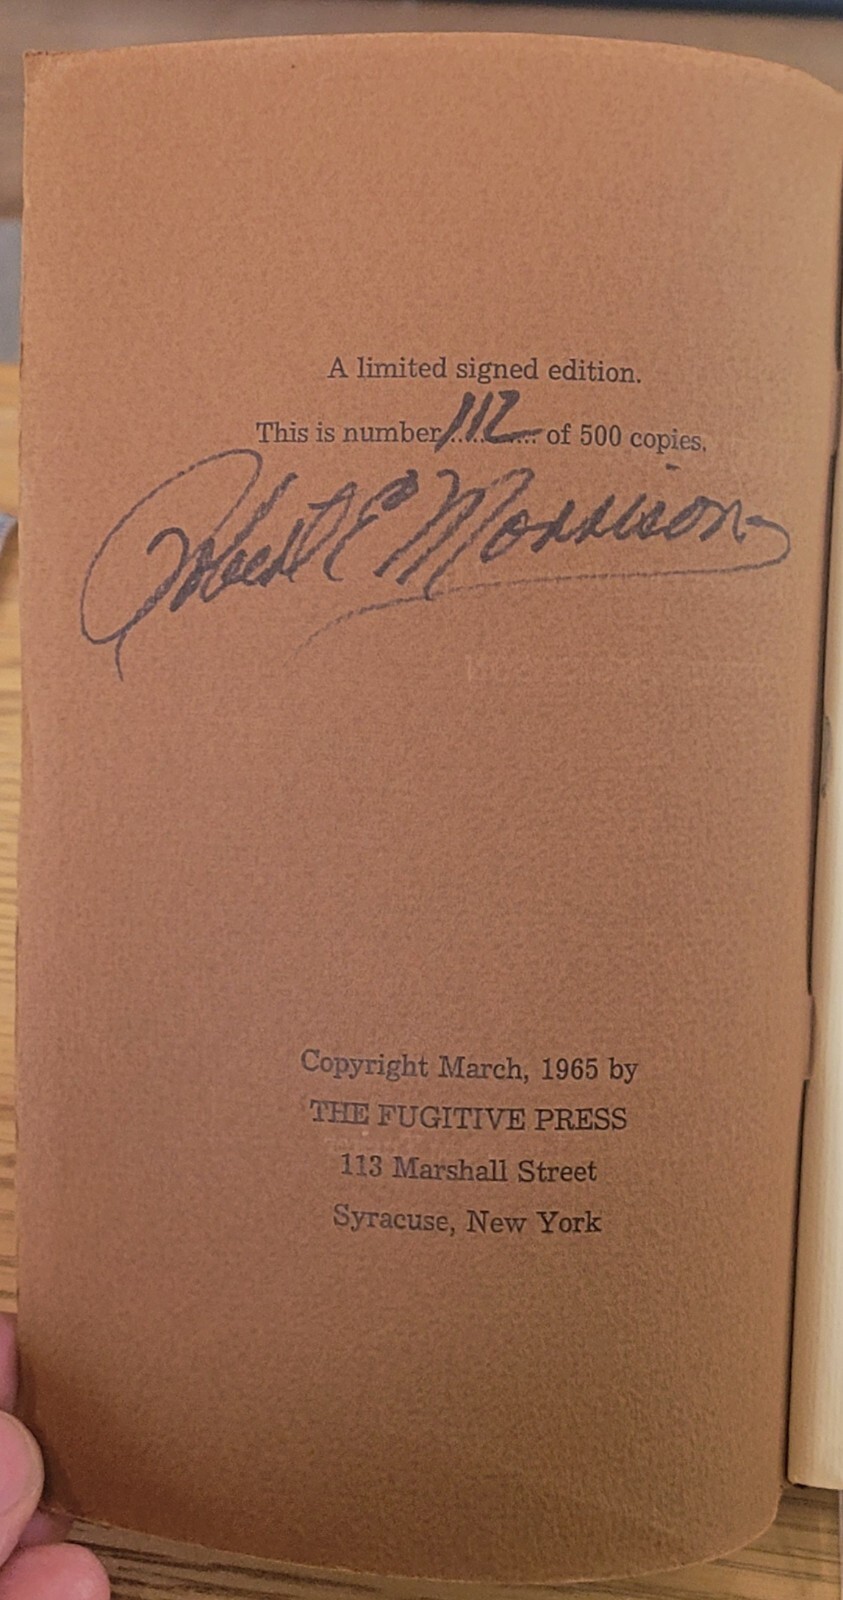 A limited signed edition.
This is number 112 of 500 copies.
Robert E Morrison
Copyright March, 1965 by
THE FUGITIVE PRESS
113 Marshall Street
Syracuse, New York